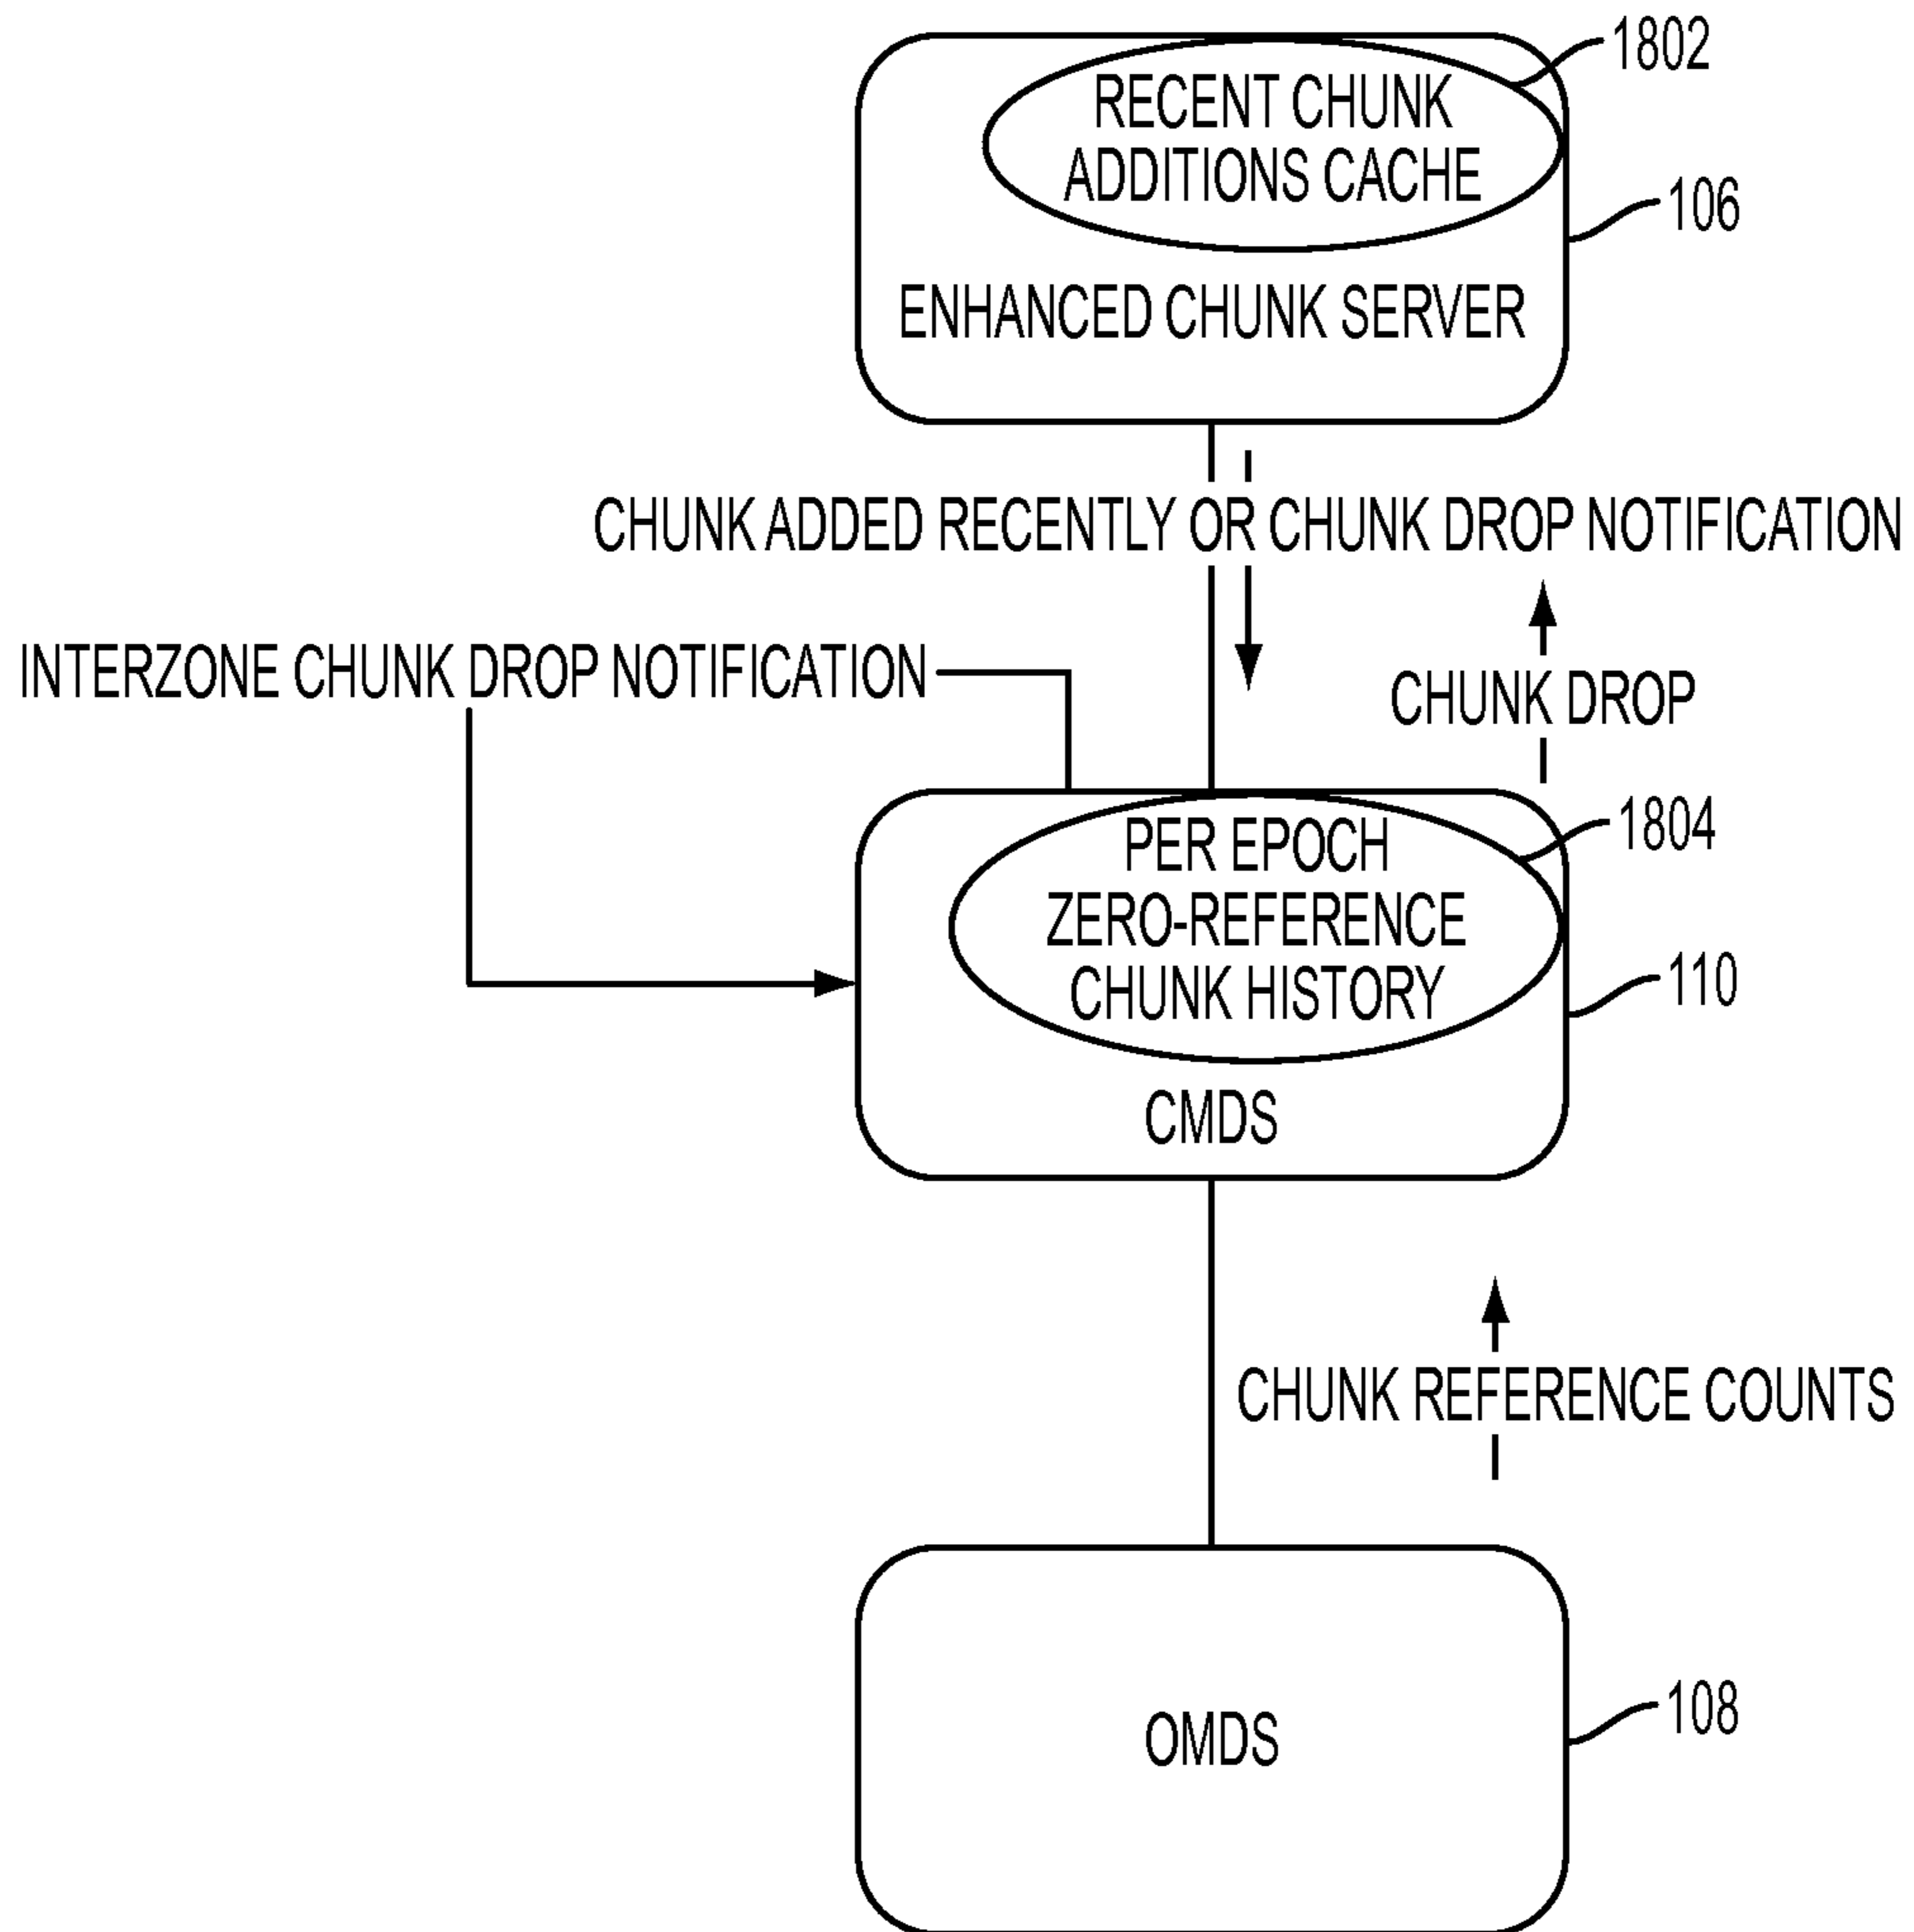 1802
RECENT CHUNK
ADDITIONS CACHE
106
ENHANCED CHUNK SERVER
CHUNK ADDED RECENTLY OR CHUNK DROP NOTIFICATION
INTERZONE CHUNK DROP NOTIFICATION
CHUNK DROP
1804
PER EPOCH
ZERO-REFERENCE
CHUNK HISTORY
110
CMDS
CHUNK REFERENCE COUNTS
108
OMDS